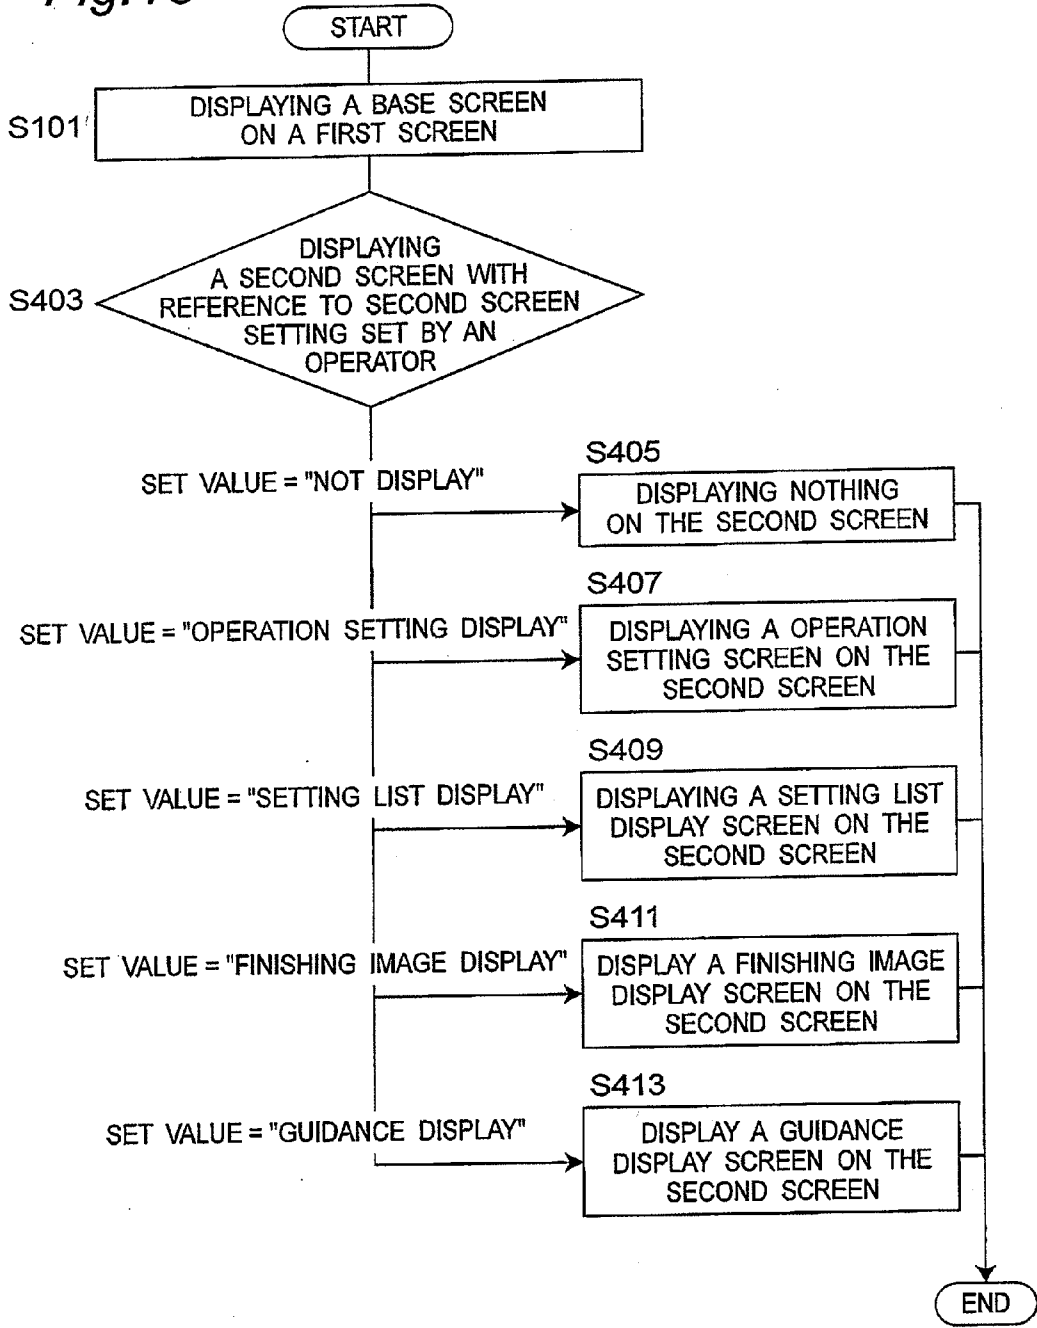 START
S101
DISPLAYING A BASE SCREEN
ON A FIRST SCREEN
S403
DISPLAYING
A SECOND SCREEN WITH
REFERENCE TO SECOND SCREEN
SETTING SET BY AN
OPERATOR
SET VALUE = "NOT DISPLAY"
S405
DISPLAYING NOTHING
ON THE SECOND SCREEN
SET VALUE = "OPERATION SETTING DISPLAY"
S407
DISPLAYING A OPERATION
SETTING SCREEN ON THE
SECOND SCREEN
SET VALUE = "SETTING LIST DISPLAY"
S409
DISPLAYING A SETTING LIST
DISPLAY SCREEN ON THE
SECOND SCREEN
SET VALUE = "FINISHING IMAGE DISPLAY"
S411
DISPLAY A FINISHING IMAGE
DISPLAY SCREEN ON THE
SECOND SCREEN
SET VALUE = "GUIDANCE DISPLAY"
S413
DISPLAY A GUIDANCE
DISPLAY SCREEN ON THE
SECOND SCREEN
END